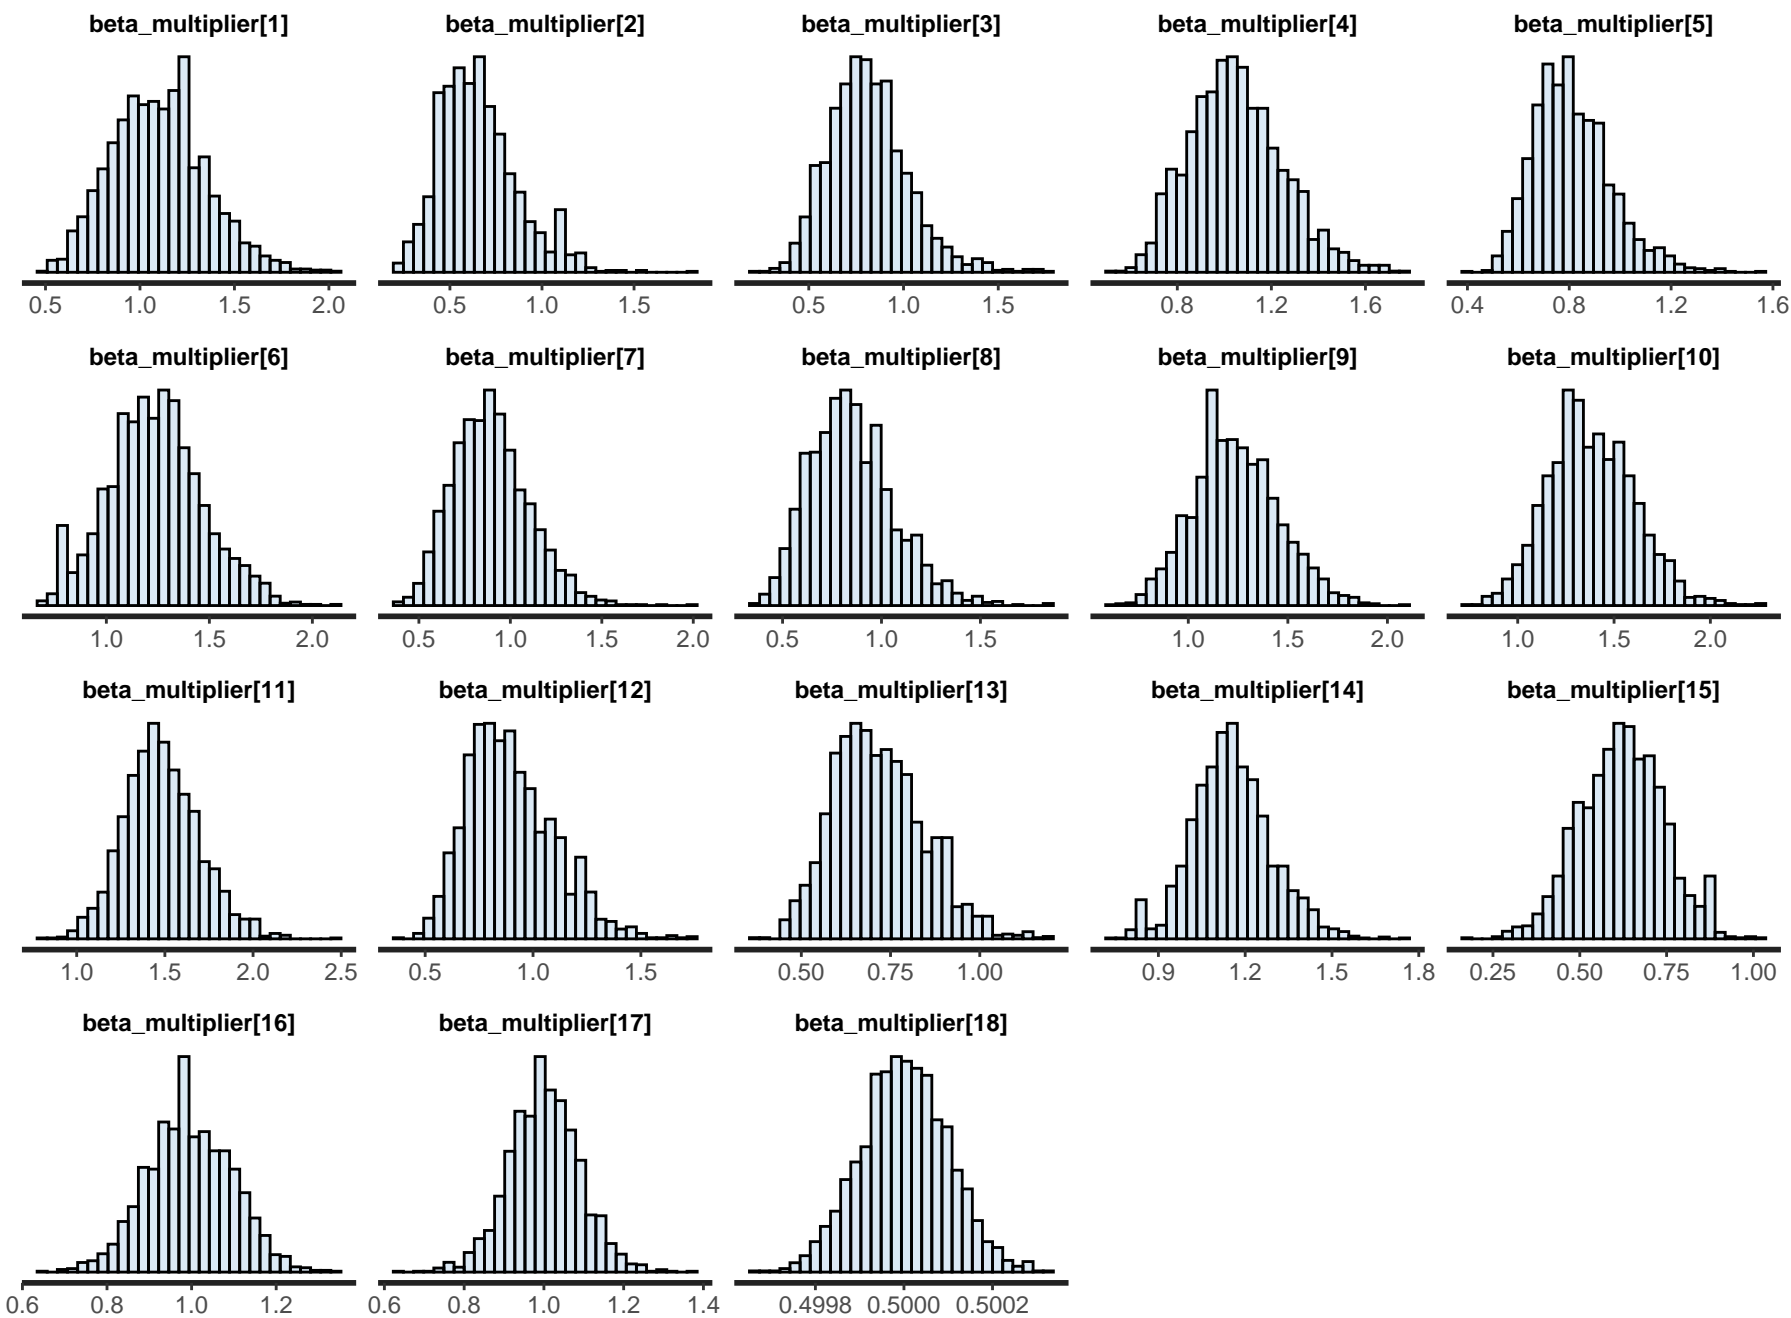 beta_multiplier[1] beta_multiplier[2] beta_multiplier[3] beta_multiplier[4] beta_multiplier[5]
0.5 1.0 1.5 2.0 0.5 1.0 1.5 0.5 1.0 1.5 0.8 1.2 1.6 0.4 0.8 1.2 1.6
beta_multiplier[6] beta_multiplier[7] beta_multiplier[8] beta_multiplier[9] beta_multiplier[10]
1.0 1.5 2.0 0.5 1.0 1.5 2.0 0.5 1.0 1.5 1.0 1.5 2.0 1.0 1.5 2.0
beta_multiplier[11] beta_multiplier[12] beta_multiplier[13] beta_multiplier[14] beta_multiplier[15]
1.0 1.5 2.0 2.5 0.5 1.0 1.5 0.50 0.75 1.00 0.9 1.2 1.5 1.8 0.25 0.50 0.75 1.00
beta_multiplier[16] beta_multiplier[17] beta_multiplier[18]
0.6 0.8 1.0 1.2 0.6 0.8 1.0 1.2 1.4 0.4998 0.5000 0.5002